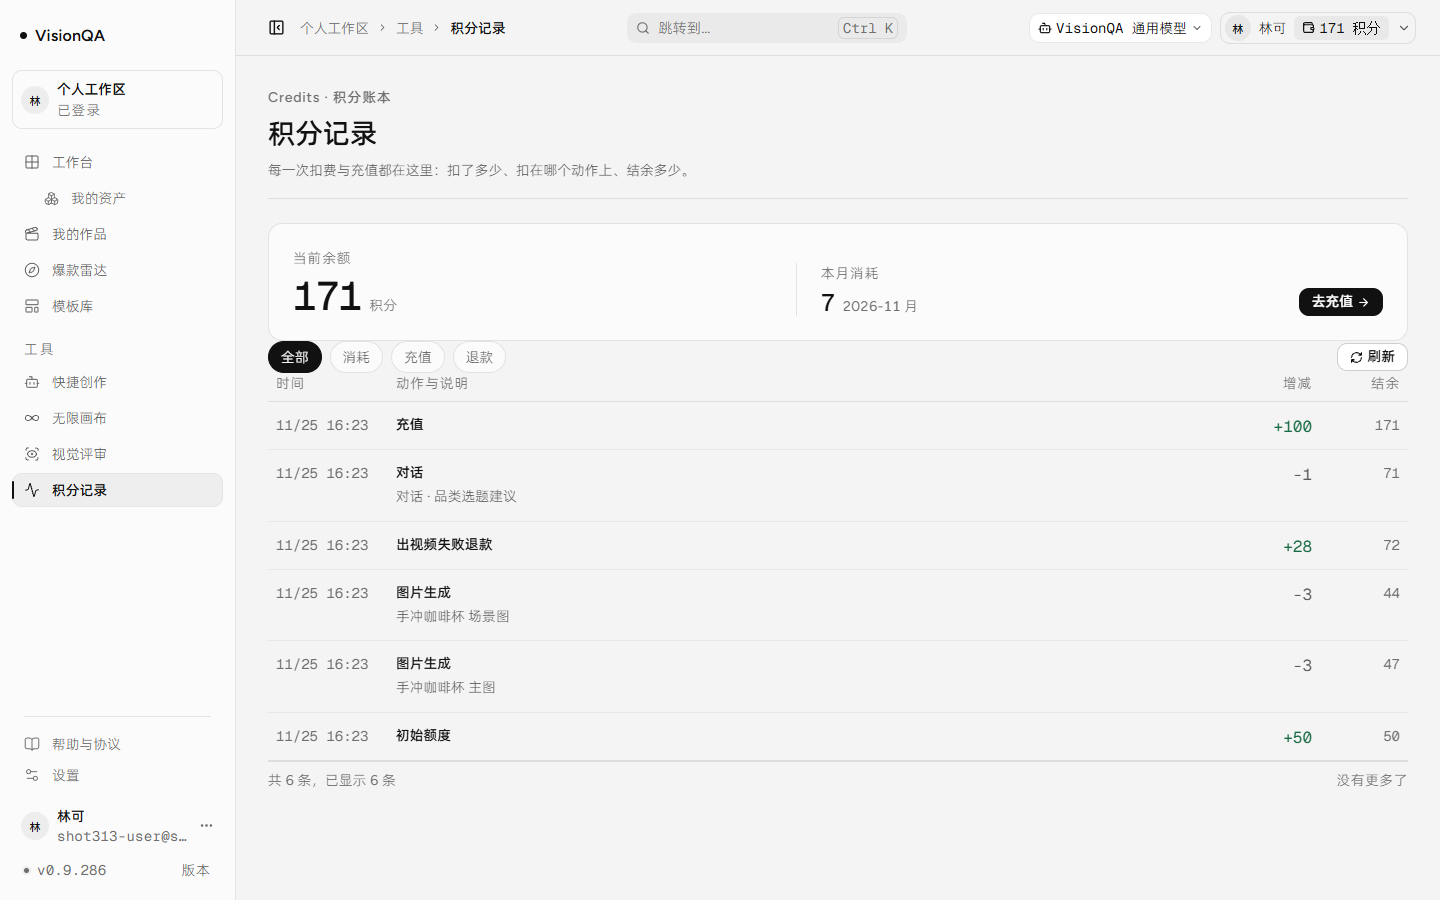 VisionQA
林
个人工作区
已登录
工作台
我的资产
我的作品
爆款雷达
模板库
工具
快捷创作
无限画布
视觉评审
积分记录
帮助与协议
设置
林
林可
shot313-user@s…
v0.9.286 版本
个人工作区 > 工具 > 积分记录
跳转到... Ctrl K
VisionQA 通用模型
林 林可 171 积分
Credits · 积分账本
积分记录
每一次扣费与充值都在这里：扣了多少、扣在哪个动作上、结余多少。
当前余额
171 积分
本月消耗
7 2026-11 月
去充值 →
全部 消耗 充值 退款 刷新
时间 动作与说明 增减 结余
11/25 16:23 充值 +100 171
11/25 16:23 对话 -1 71
对话 · 品类选题建议
11/25 16:23 出视频失败退款 +28 72
11/25 16:23 图片生成 -3 44
手冲咖啡杯 场景图
11/25 16:23 图片生成 -3 47
手冲咖啡杯 主图
11/25 16:23 初始额度 +50 50
共 6 条，已显示 6 条 没有更多了